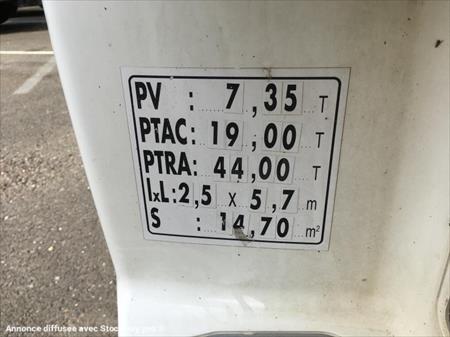 PV : 7,35 T
PTAC: 19,00 T
PTRA: 44,00 T
lxL: 2,5 x 5,7 m
S : 14,70 m²
Annonce diffusée avec